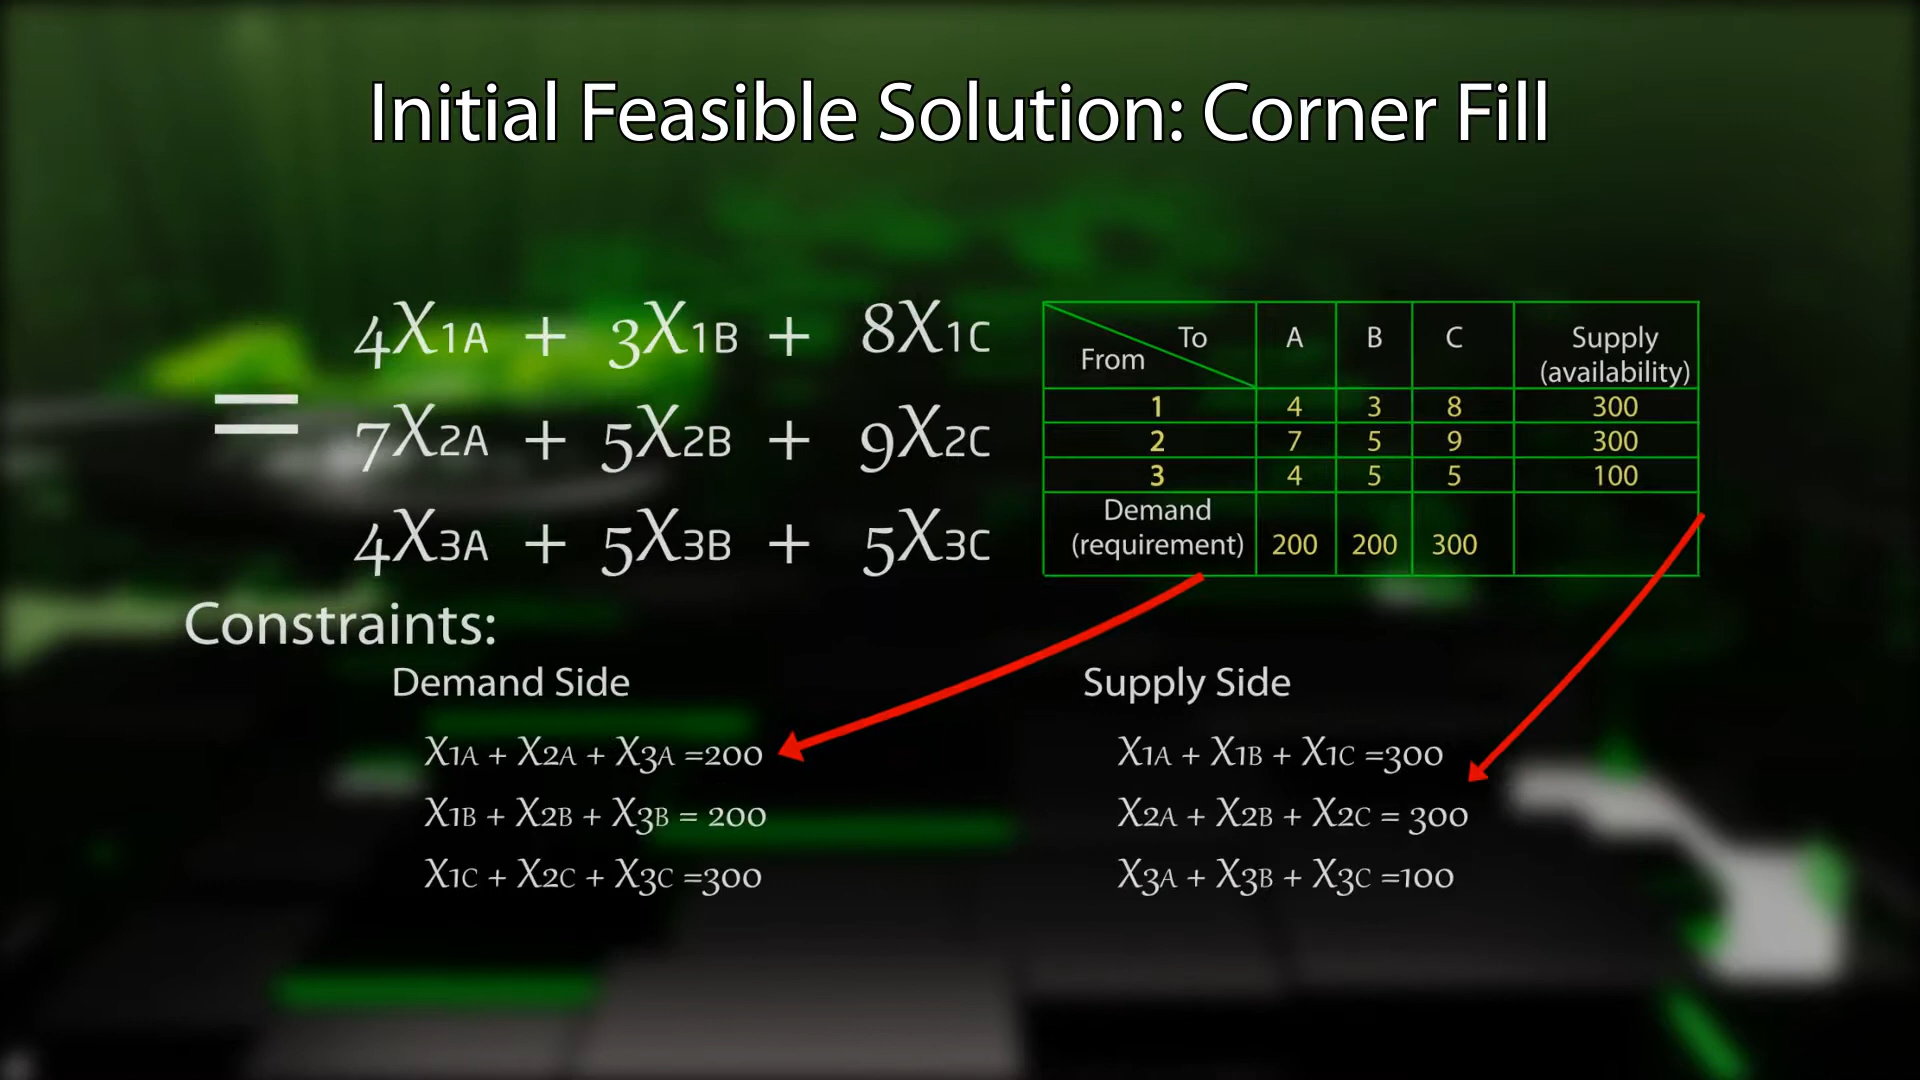 Initial Feasible Solution: Corner Fill
= 4X1A + 3X1B + 8X1C
7X2A + 5X2B + 9X2C
4X3A + 5X3B + 5X3C
From To A B C Supply (availability)
1 4 3 8 300
2 7 5 9 300
3 4 5 5 100
Demand (requirement) 200 200 300
Constraints:
Demand Side
X1A + X2A + X3A =200
X1B + X2B + X3B = 200
X1C + X2C + X3C =300
Supply Side
X1A + X1B + X1C =300
X2A + X2B + X2C = 300
X3A + X3B + X3C =100